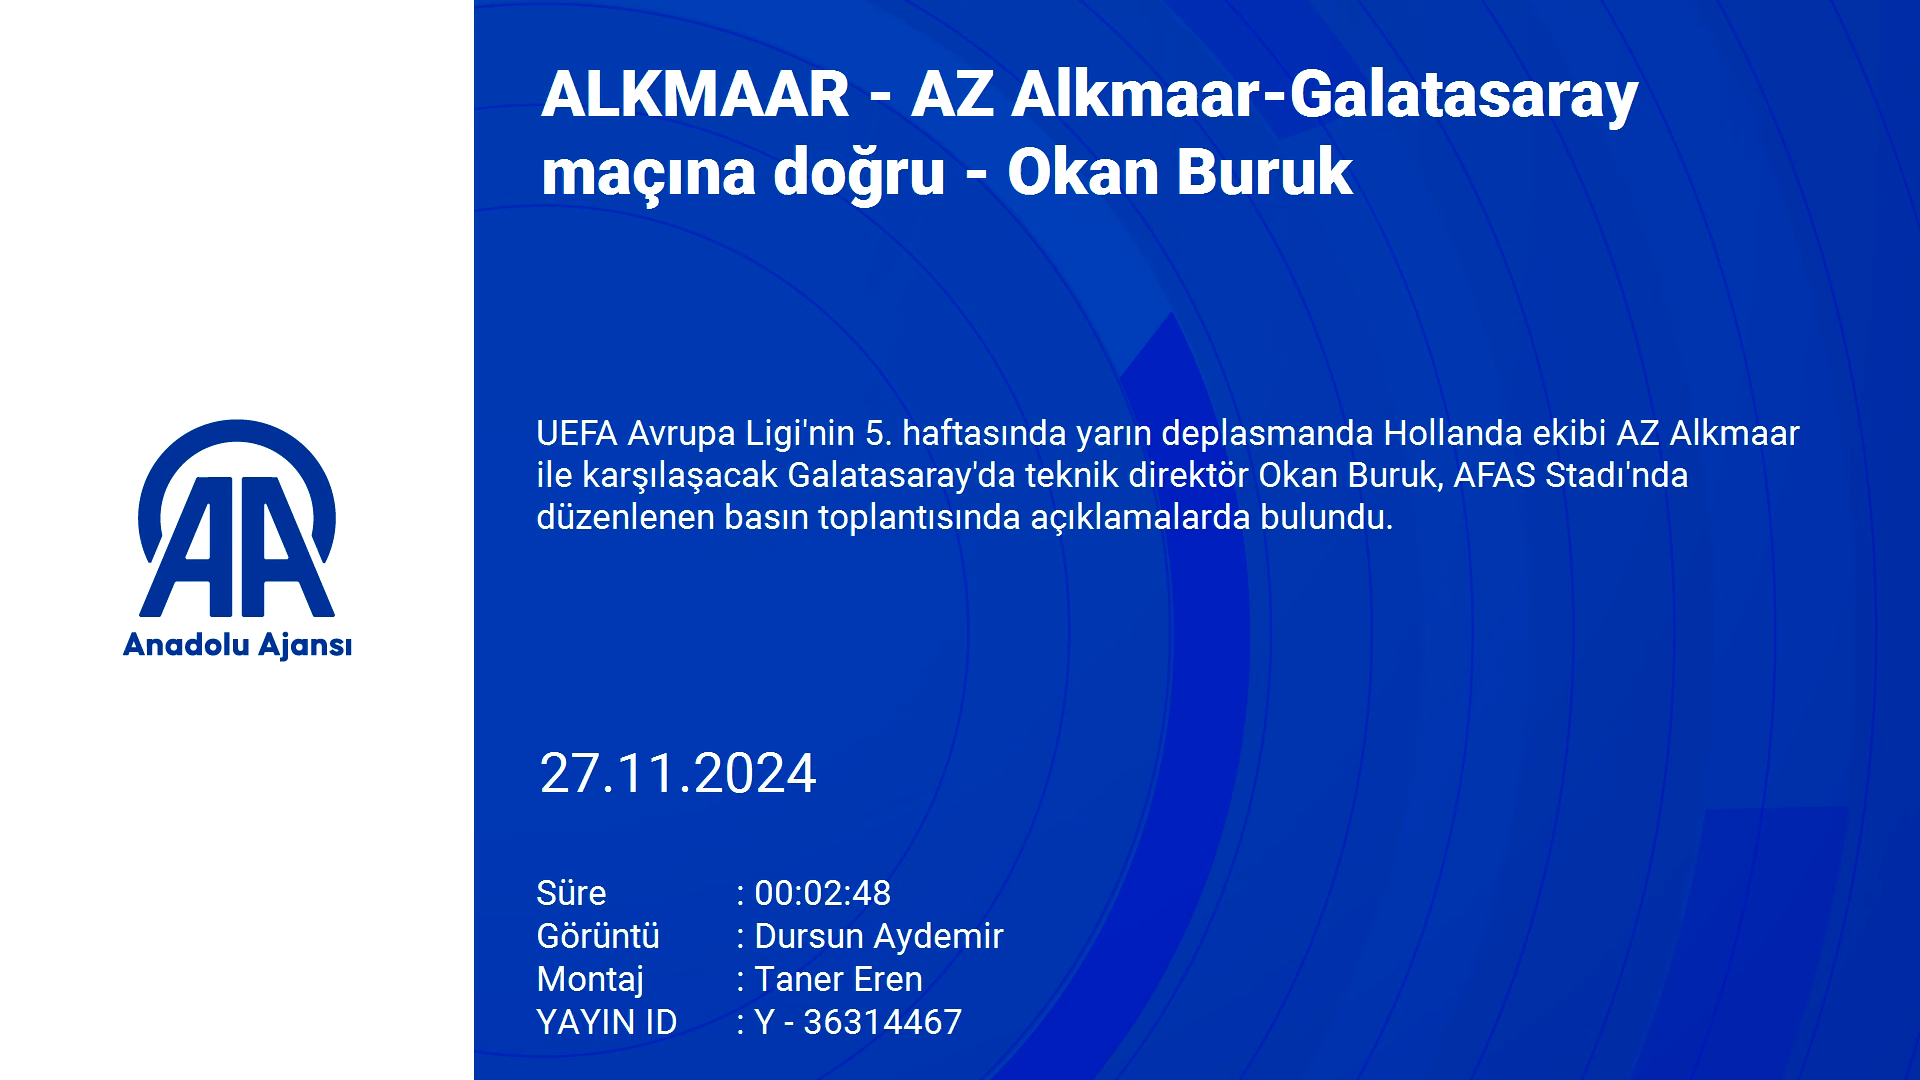 ALKMAAR - AZ Alkmaar-Galatasaray
maçına doğru - Okan Buruk
UEFA Avrupa Ligi'nin 5. haftasında yarın deplasmanda Hollanda ekibi AZ Alkmaar
ile karşılaşacak Galatasaray'da teknik direktör Okan Buruk, AFAS Stadı'nda
düzenlenen basın toplantısında açıklamalarda bulundu.
AA
Anadolu Ajansı
27.11.2024
Süre : 00:02:48
Görüntü : Dursun Aydemir
Montaj : Taner Eren
YAYIN ID : Y - 36314467